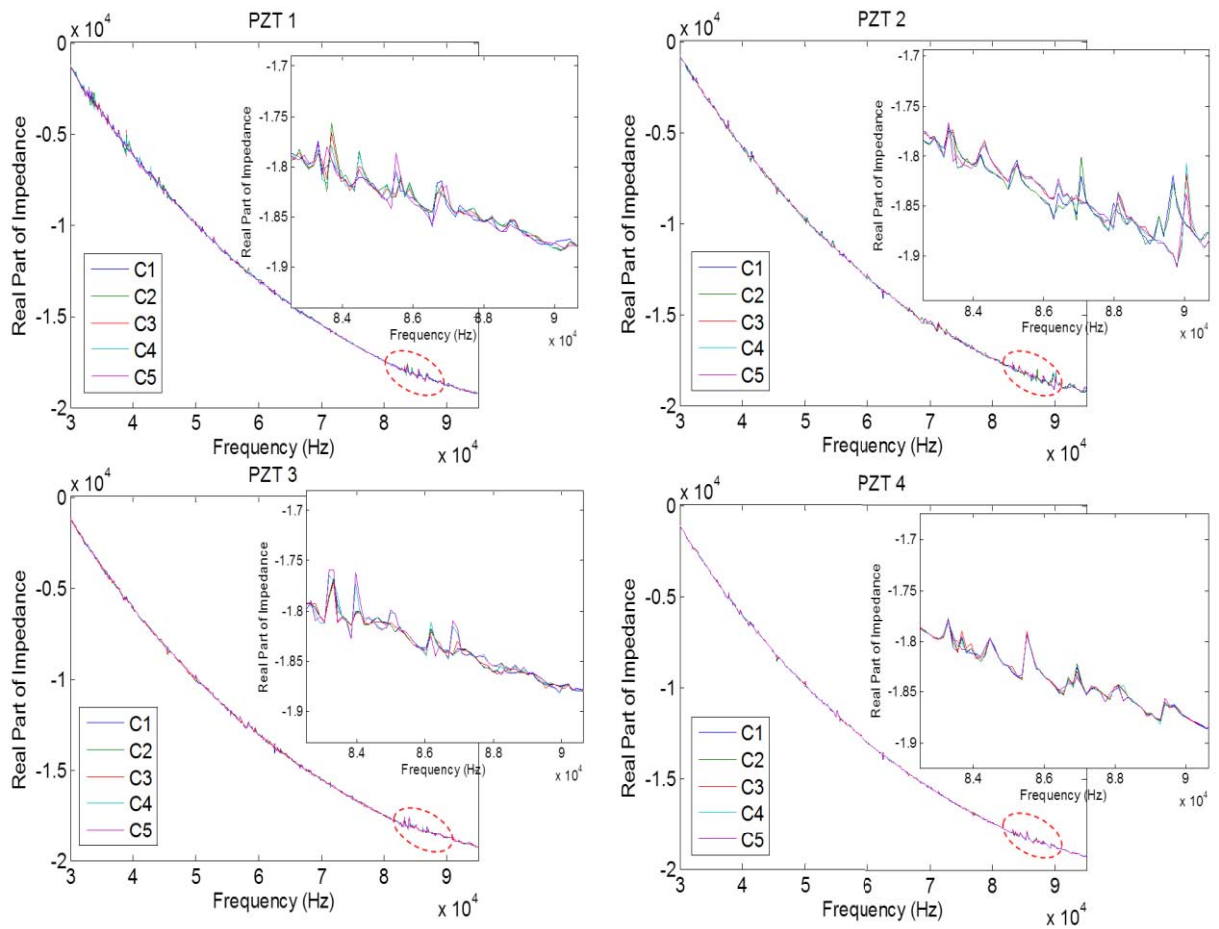 PZT 1
x 10^4
0
-0.5
-1
-1.5
-2
Real Part of Impedance
3 4 5 6 7 8 9
Frequency (Hz)
x 10^4
C1
C2
C3
C4
C5
-1.7
-1.75
-1.8
-1.85
-1.9
Real Part of Impedance
8.4 8.6 8.8 9
Frequency (Hz)
x 10^4
PZT 2
x 10^4
0
-0.5
-1
-1.5
-2
Real Part of Impedance
3 4 5 6 7 8 9
Frequency (Hz)
x 10^4
C1
C2
C3
C4
C5
-1.7
-1.75
-1.8
-1.85
-1.9
Real Part of Impedance
8.4 8.6 8.8 9
Frequency (Hz)
x 10^4
PZT 3
x 10^4
0
-0.5
-1
-1.5
-2
Real Part of Impedance
3 4 5 6 7 8 9
Frequency (Hz)
x 10^4
C1
C2
C3
C4
C5
-1.7
-1.75
-1.8
-1.85
-1.9
Real Part of Impedance
8.4 8.6 8.8 9
Frequency (Hz)
x 10^4
PZT 4
x 10^4
0
-0.5
-1
-1.5
-2
Real Part of Impedance
3 4 5 6 7 8 9
Frequency (Hz)
x 10^4
C1
C2
C3
C4
C5
-1.7
-1.75
-1.8
-1.85
-1.9
Real Part of Impedance
8.4 8.6 8.8 9
Frequency (Hz)
x 10^4